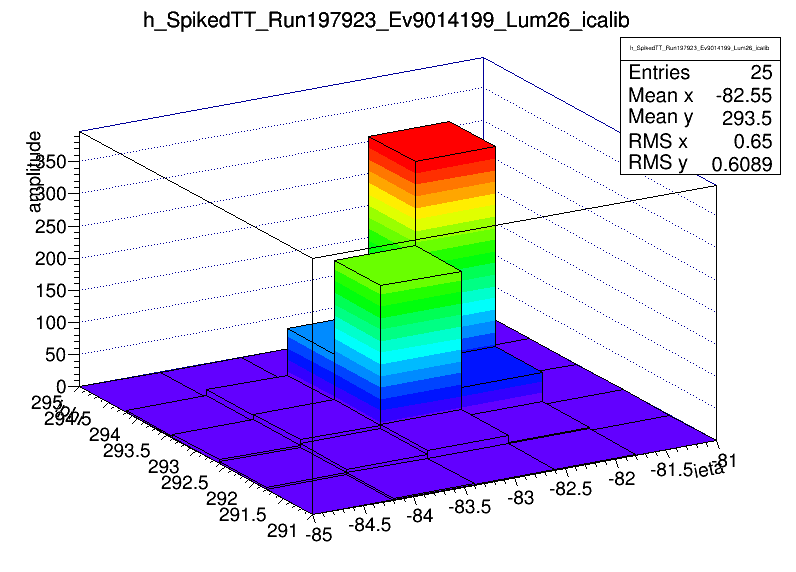 h_SpikedTT_Run197923_Ev9014199_Lum26_icalib
h_SpikedTT_Run197923_Ev9014199_Lum26_icalib
Entries 25
Mean x -82.55
Mean y 293.5
RMS x 0.65
RMS y 0.6089
amplitude
350
300
250
200
150
100
50
0
295
294.5
294
293.5
293
292.5
292
291.5
291
-85
-84.5
-84
-83.5
-83
-82.5
-82
-81.5
-81
ieta